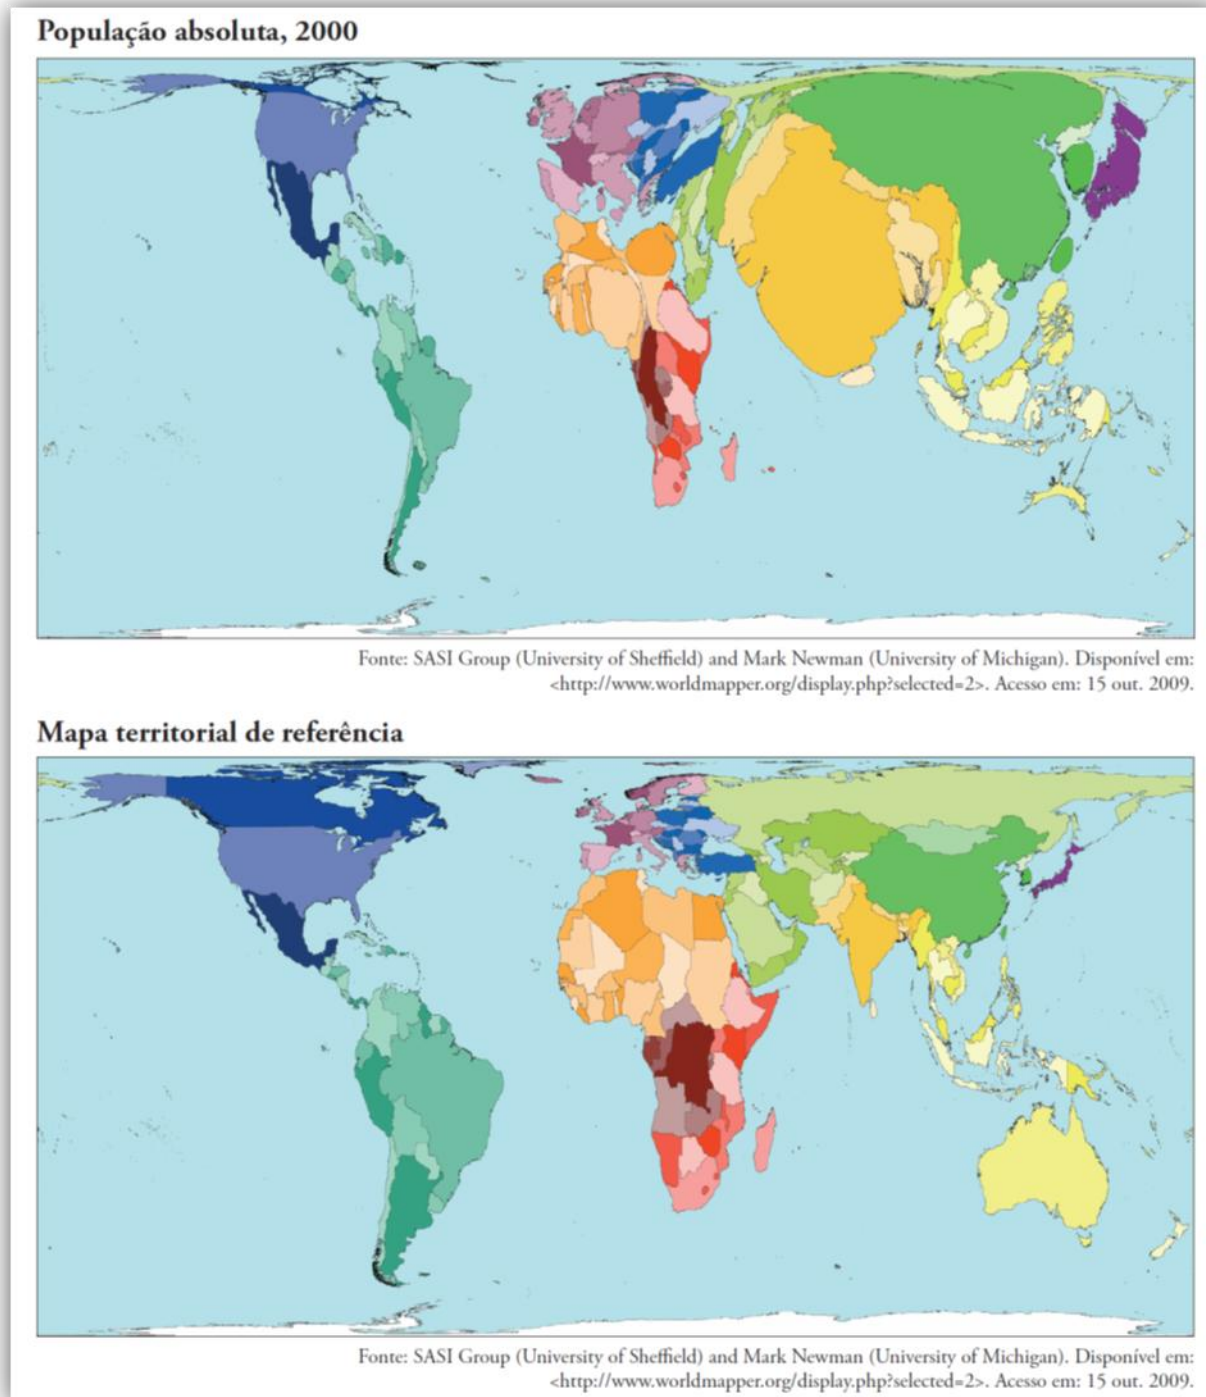 População absoluta, 2000
Fonte: SASI Group (University of Sheffield) and Mark Newman (University of Michigan). Disponível em:
<http://www.worldmapper.org/display.php?selected=2>. Acesso em: 15 out. 2009.
Mapa territorial de referência
Fonte: SASI Group (University of Sheffield) and Mark Newman (University of Michigan). Disponível em:
<http://www.worldmapper.org/display.php?selected=2>. Acesso em: 15 out. 2009.